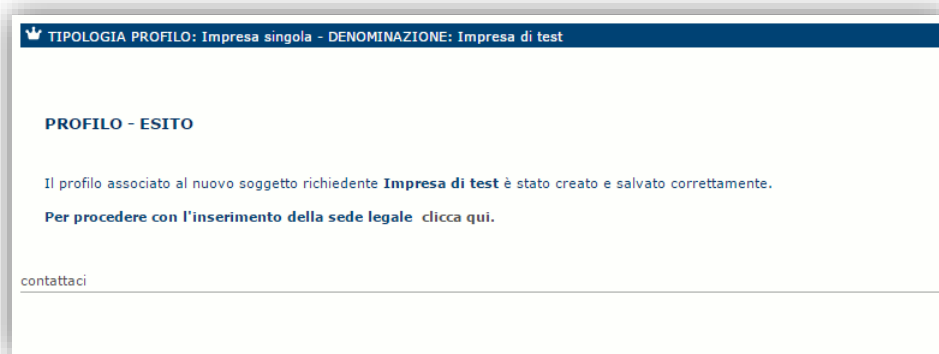 TIPOLOGIA PROFILO: Impresa singola - DENOMINAZIONE: Impresa di test
PROFILO - ESITO
Il profilo associato al nuovo soggetto richiedente Impresa di test è stato creato e salvato correttamente.
Per procedere con l'inserimento della sede legale clicca qui.
contattaci